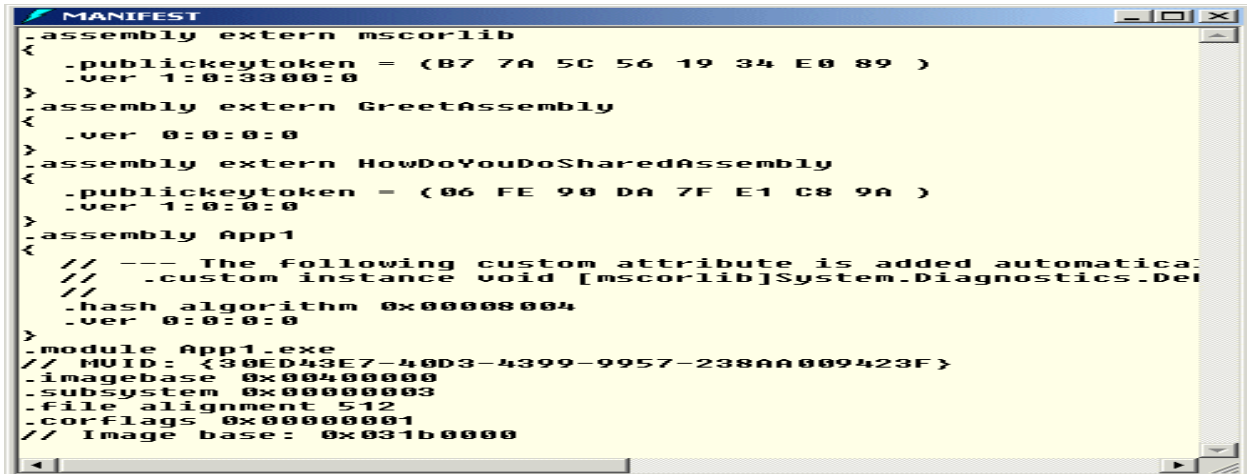 MANIFEST
.assembly extern mscorlib
{
  .publickeytoken = (B7 7A 5C 56 19 34 E0 89 )
  .ver 1:0:3300:0
}
.assembly extern GreetAssembly
{
  .ver 0:0:0:0
}
.assembly extern HowDoYouDoSharedAssembly
{
  .publickeytoken = (06 FE 90 DA 7F E1 C8 9A )
  .ver 1:0:0:0
}
.assembly App1
{
  // --- The following custom attribute is added automatica
  //  .custom instance void [mscorlib]System.Diagnostics.De
  //
  .hash algorithm 0x00008004
  .ver 0:0:0:0
}
.module App1.exe
// MVID: {30ED43E7-40D3-4399-9957-238AA009423F}
.imagebase 0x00400000
.subsystem 0x00000003
.file alignment 512
.corflags 0x00000001
// Image base: 0x031b0000